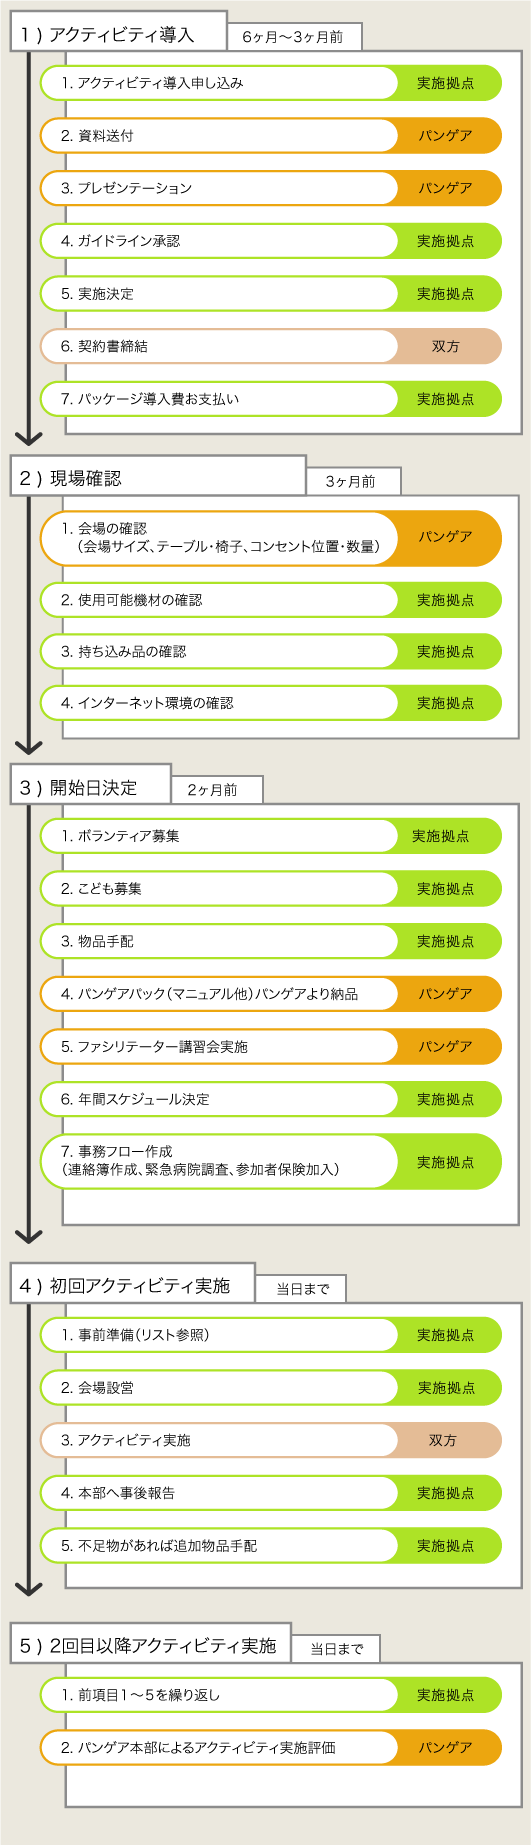 1）アクティビティ導入
6ヶ月〜3ヶ月前
1. アクティビティ導入申し込み 実施拠点
2. 資料送付 パンゲア
3. プレゼンテーション パンゲア
4. ガイドライン承認 実施拠点
5. 実施決定 実施拠点
6. 契約書締結 双方
7. パッケージ導入費お支払い 実施拠点
2）現場確認
3ヶ月前
1. 会場の確認
（会場サイズ、テーブル・椅子、コンセント位置・数量） パンゲア
2. 使用可能機材の確認 実施拠点
3. 持ち込み品の確認 実施拠点
4. インターネット環境の確認 実施拠点
3）開始日決定
2ヶ月前
1. ボランティア募集 実施拠点
2. こども募集 実施拠点
3. 物品手配 実施拠点
4. パンゲアパック（マニュアル他）パンゲアより納品 パンゲア
5. ファシリテーター講習会実施 パンゲア
6. 年間スケジュール決定 実施拠点
7. 事務フロー作成
（連絡簿作成、緊急病院調査、参加者保険加入） 実施拠点
4）初回アクティビティ実施
当日まで
1. 事前準備（リスト参照） 実施拠点
2. 会場設営 実施拠点
3. アクティビティ実施 双方
4. 本部へ事後報告 実施拠点
5. 不足物があれば追加物品手配 実施拠点
5）2回目以降アクティビティ実施
当日まで
1. 前項目1〜5を繰り返し 実施拠点
2. パンゲア本部によるアクティビティ実施評価 パンゲア